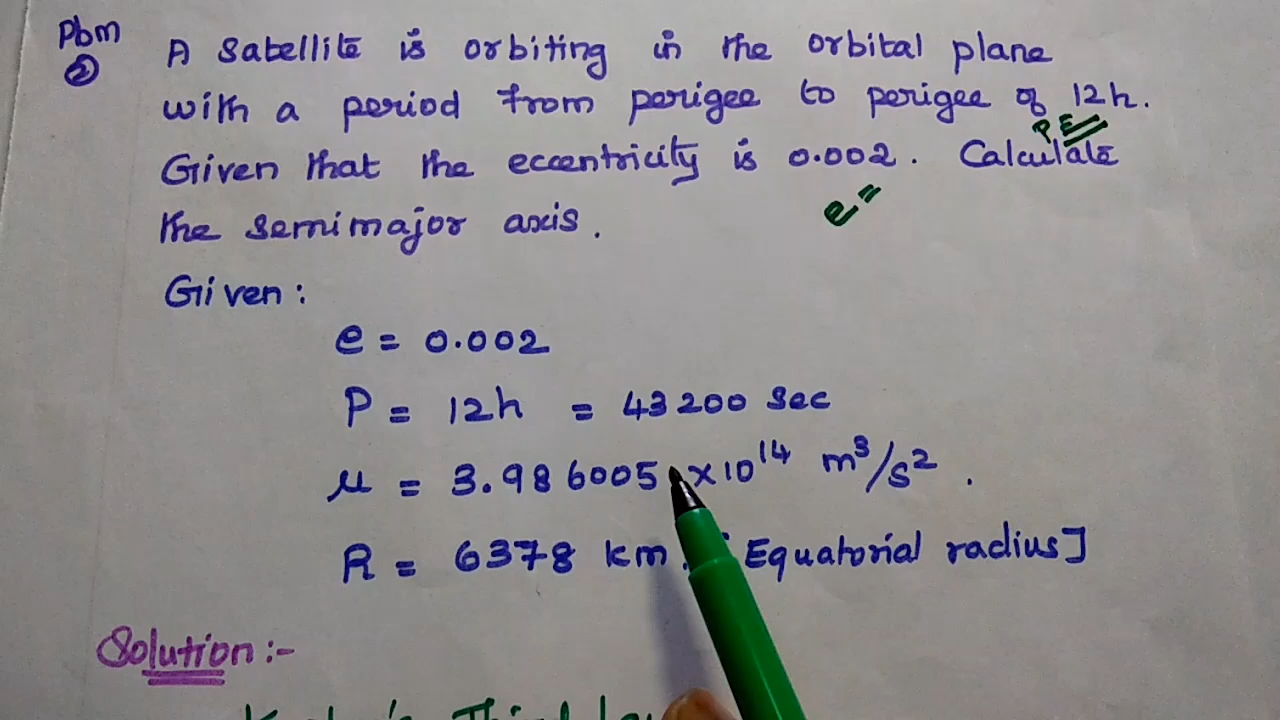 Pbm
②
A satellite is orbiting in the orbital plane
with a period from perigee to perigee of 12h.
PE
Given that the eccentricity is 0.002. Calculate
e=
the semimajor axis.
Given:
e = 0.002
P = 12h = 43200 sec
μ = 3.986005 ×10¹⁴ m³/s².
R = 6378 km. Equatorial radius]
Solution:-
Third